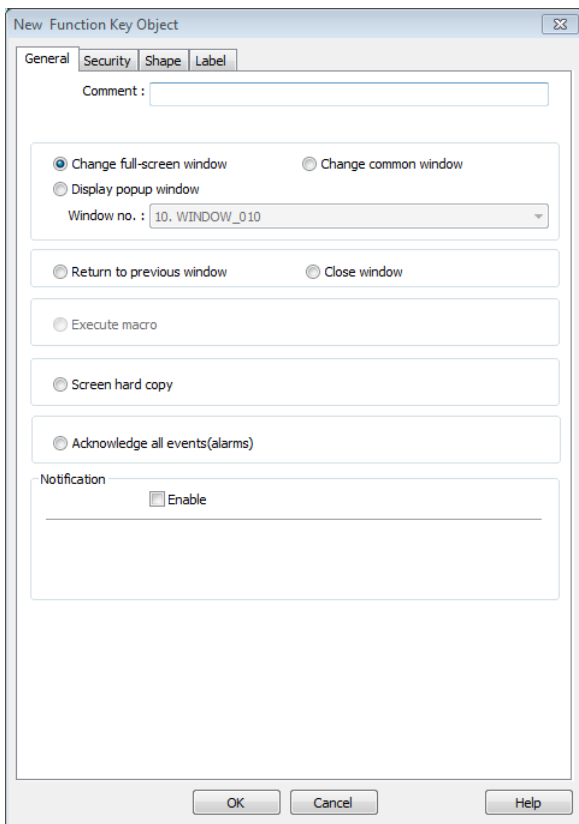 New  Function Key Object
General Security Shape Label
Comment :
Change full-screen window Change common window
Display popup window
Window no. : 10. WINDOW_010
Return to previous window Close window
Execute macro
Screen hard copy
Acknowledge all events(alarms)
Notification
Enable
OK Cancel Help